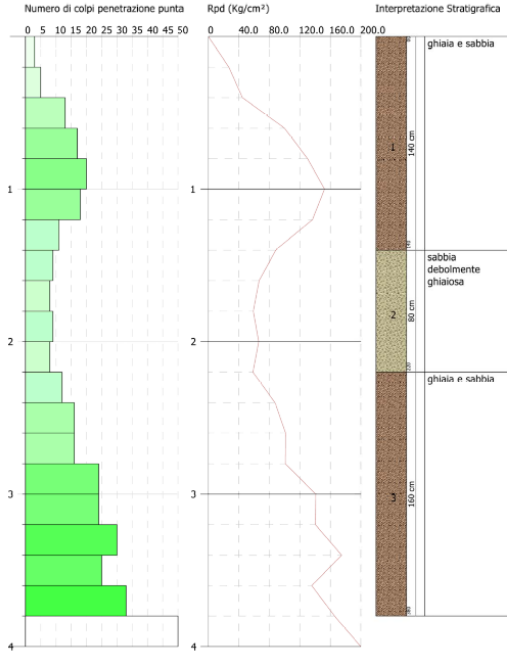 Numero di colpi penetrazione punta
Rpd (Kg/cm²)
Interpretazione Stratigrafica
0 5 10 15 20 25 30 35 40 45 50
0 40.0 80.0 120.0 160.0 200.0
ghiaia e sabbia
1
140 cm
1
1
sabbia
debolmente
ghiaiosa
2
80 cm
2
2
ghiaia e sabbia
3
160 cm
3
3
4
4